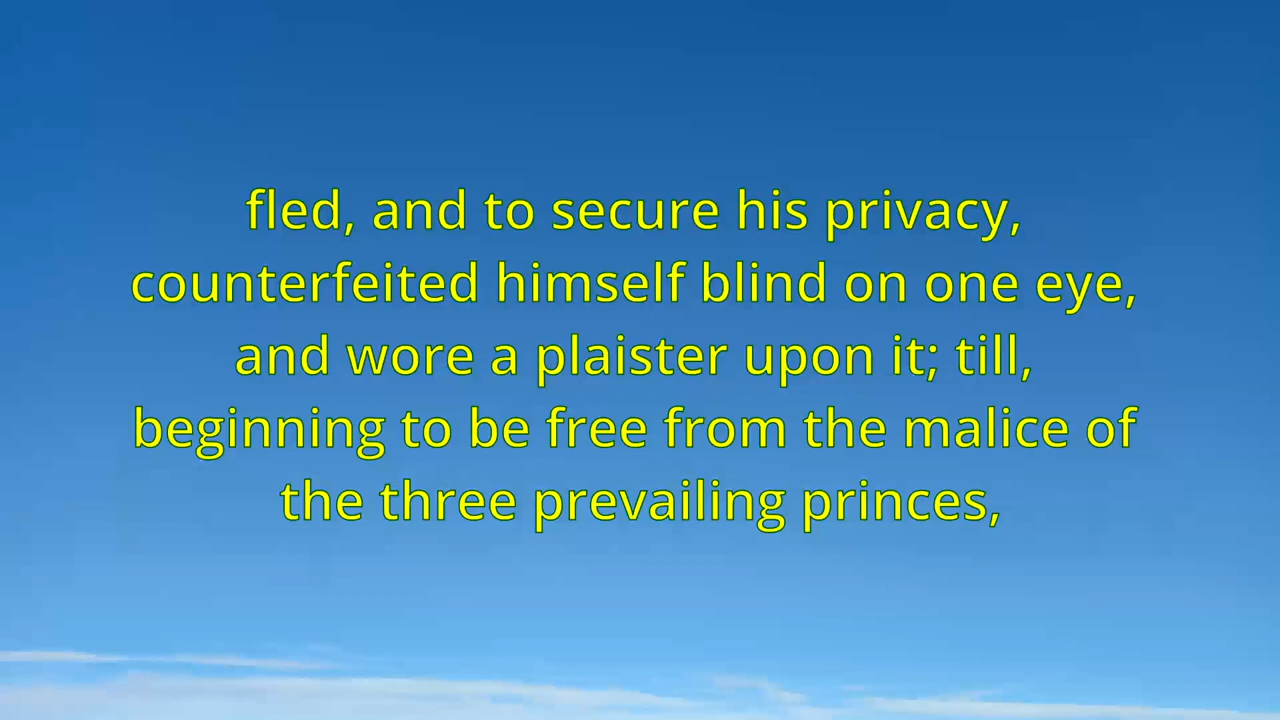 fled, and to secure his privacy,
counterfeited himself blind on one eye,
and wore a plaister upon it; till,
beginning to be free from the malice of
the three prevailing princes,